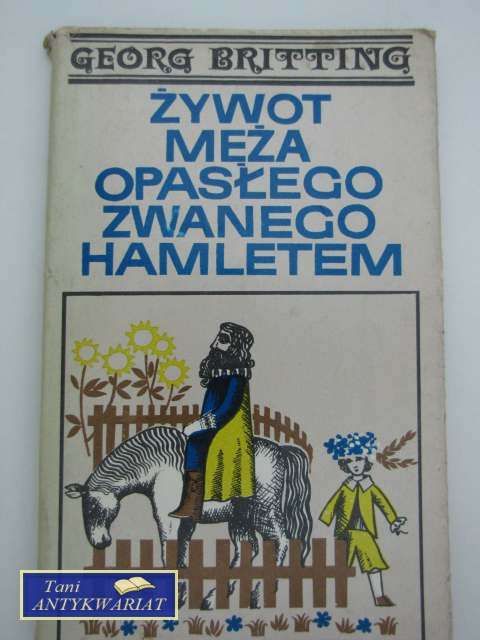 GEORG BRITTING
ŻYWOT
MĘŻA
OPASŁEGO
ZWANEGO
HAMLETEM
Tani
ANTYKWARIAT